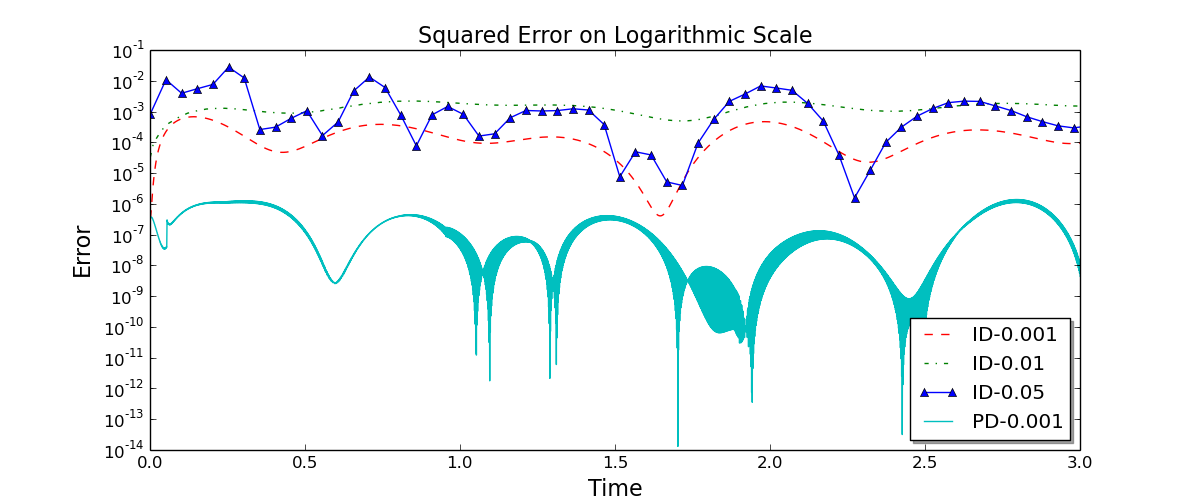 Squared Error on Logarithmic Scale
Error
10^-1
10^-2
10^-3
10^-4
10^-5
10^-6
10^-7
10^-8
10^-9
10^-10
10^-11
10^-12
10^-13
10^-14
ID-0.001
ID-0.01
ID-0.05
PD-0.001
0.0 0.5 1.0 1.5 2.0 2.5 3.0
Time